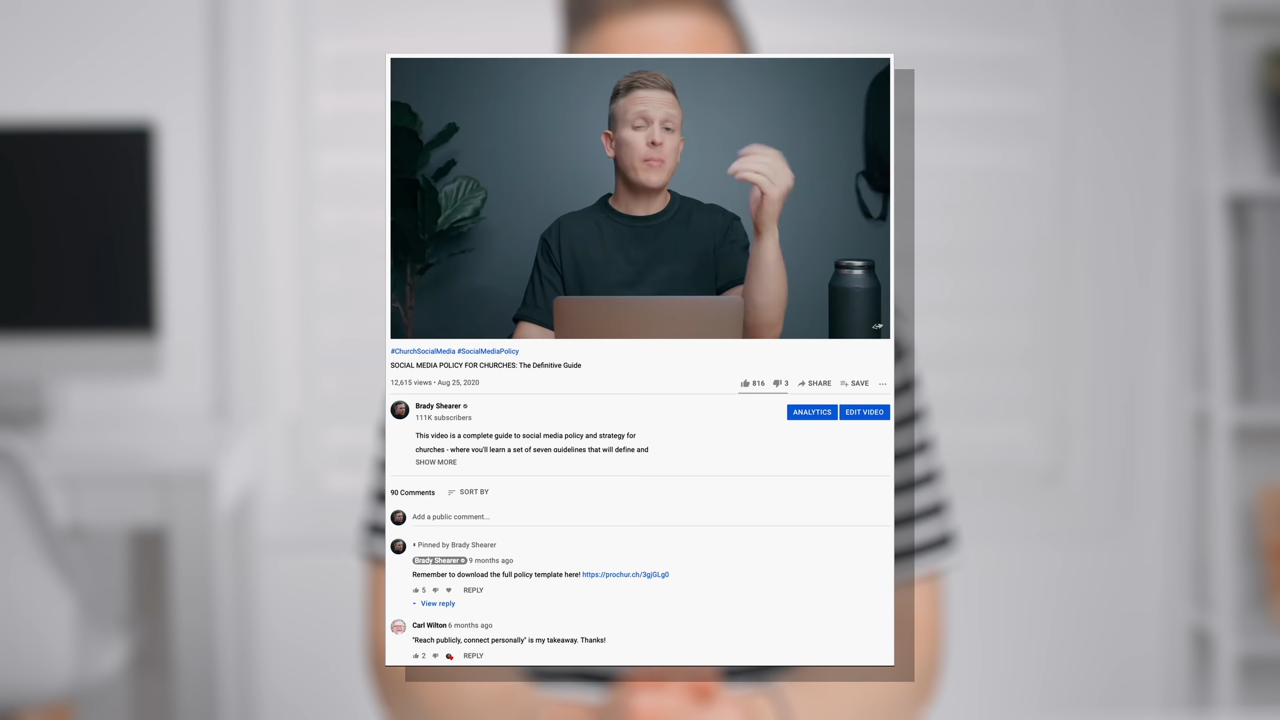 #ChurchSocialMedia #SocialMediaPolicy
SOCIAL MEDIA POLICY FOR CHURCHES: The Definitive Guide
12,615 views • Aug 25, 2020
816 3 SHARE SAVE ...
Brady Shearer
111K subscribers
ANALYTICS EDIT VIDEO
This video is a complete guide to social media policy and strategy for
churches - where you'll learn a set of seven guidelines that will define and
SHOW MORE
90 Comments SORT BY
Add a public comment...
Pinned by Brady Shearer
Brady Shearer 9 months ago
Remember to download the full policy template here! https://prochur.ch/3gjGLg0
5 REPLY
View reply
Carl Wilton 6 months ago
"Reach publicly, connect personally" is my takeaway. Thanks!
2 REPLY